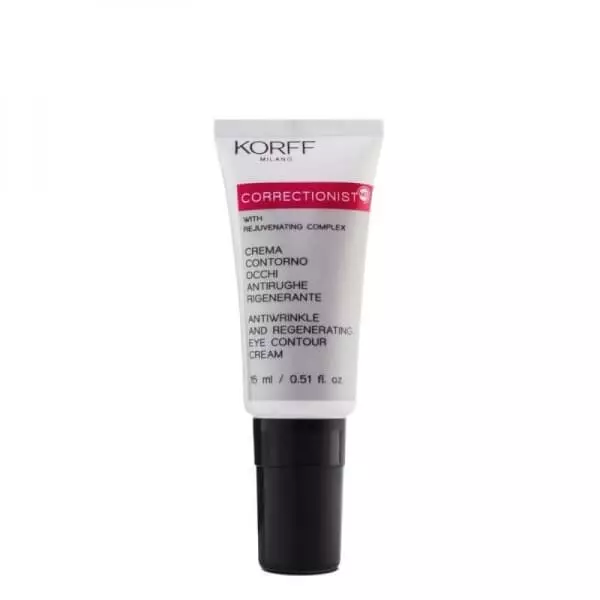 KORFF
MILANO
CORRECTIONIST
WITH
REJUVENATING COMPLEX
CREMA
CONTORNO
OCCHI
ANTIRUGHE
RIGENERANTE
ANTIWRINKLE
AND REGENERATING
EYE CONTOUR
CREAM
15 ml / 0.51 fl. oz